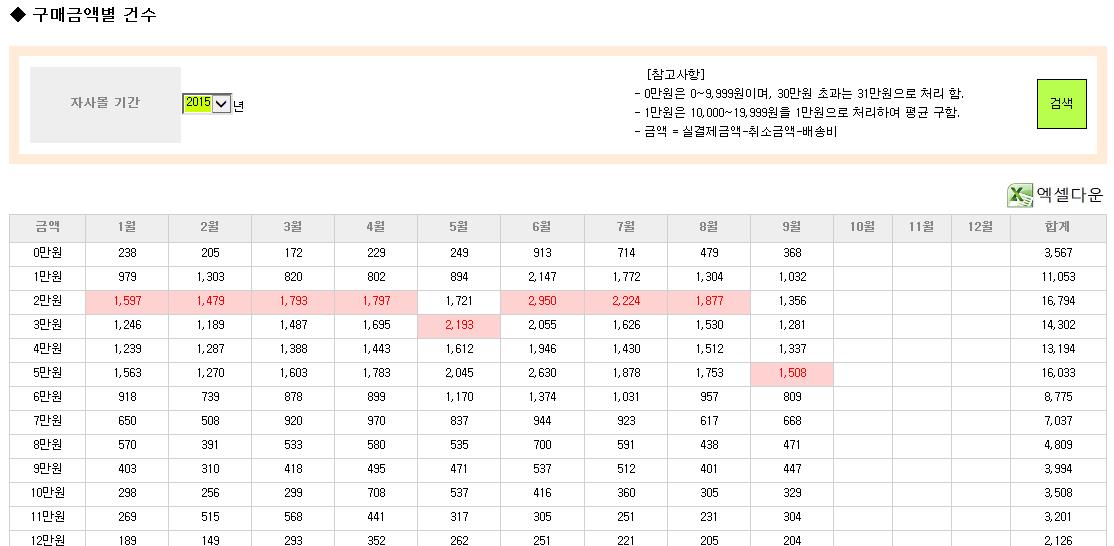 ◆ 구매금액별 건수
자사몰 기간
2015 년
[참고사항]
- 0만원은 0~9,999원이며, 30만원 초과는 31만원으로 처리 함.
- 1만원은 10,000~19,999원을 1만원으로 처리하여 평균 구함.
- 금액 = 실결제금액-취소금액-배송비
검색
엑셀다운
금액 1월 2월 3월 4월 5월 6월 7월 8월 9월 10월 11월 12월 합계
0만원 238 205 172 229 249 913 714 479 368 3,567
1만원 979 1,303 820 802 894 2,147 1,772 1,304 1,032 11,053
2만원 1,597 1,479 1,793 1,797 1,721 2,950 2,224 1,877 1,356 16,794
3만원 1,246 1,189 1,487 1,695 2,193 2,055 1,626 1,530 1,281 14,302
4만원 1,239 1,287 1,388 1,443 1,612 1,946 1,430 1,512 1,337 13,194
5만원 1,563 1,270 1,603 1,783 2,045 2,630 1,878 1,753 1,508 16,033
6만원 918 739 878 899 1,170 1,374 1,031 957 809 8,775
7만원 650 508 920 970 837 944 923 617 668 7,037
8만원 570 391 533 580 535 700 591 438 471 4,809
9만원 403 310 418 495 471 537 512 401 447 3,994
10만원 298 256 299 708 537 416 360 305 329 3,508
11만원 269 515 568 441 317 305 251 231 304 3,201
12만원 189 149 293 352 262 251 221 205 204 2,126